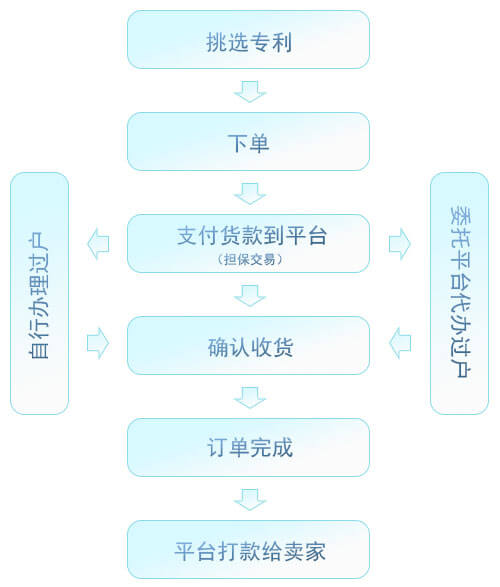 挑选专利
下单
支付货款到平台
（担保交易）
自行办理过户
委托平台代办过户
确认收货
订单完成
平台打款给卖家